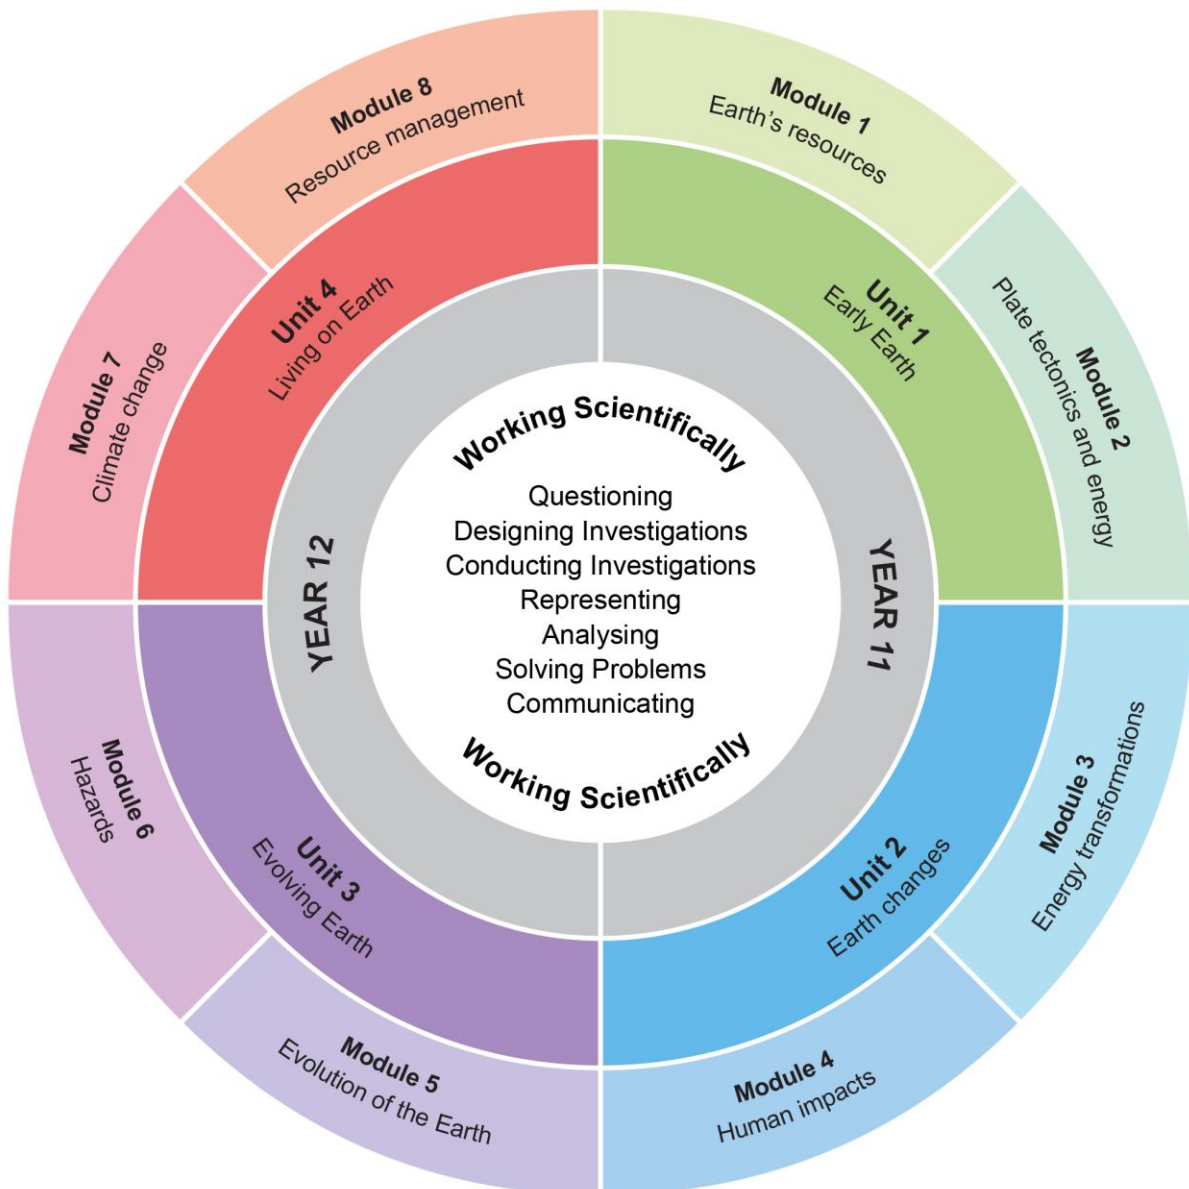 Working Scientifically
Questioning
Designing Investigations
Conducting Investigations
Representing
Analysing
Solving Problems
Communicating
Working Scientifically
YEAR 11
YEAR 12
Unit 1
Early Earth
Module 1
Earth's resources
Module 2
Plate tectonics and energy
Unit 2
Earth changes
Module 3
Energy transformations
Module 4
Human impacts
Unit 3
Evolving Earth
Module 5
Evolution of the Earth
Module 6
Hazards
Unit 4
Living on Earth
Module 7
Climate change
Module 8
Resource management